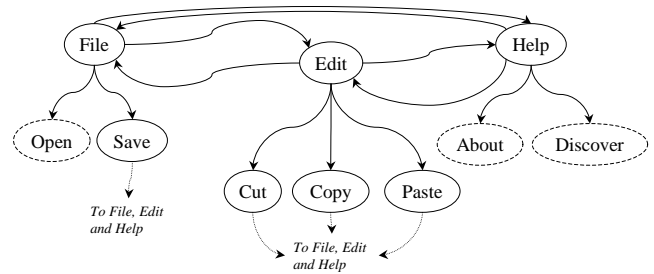 File
Help
Edit
Open
Save
About
Discover
Cut
Copy
Paste
To File, Edit
and Help
To File, Edit
and Help